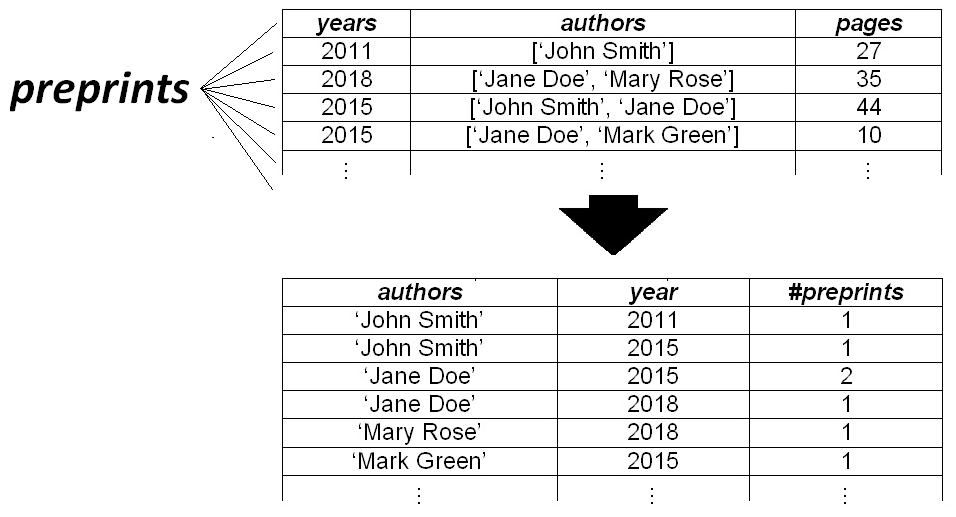 years authors pages
2011 [‘John Smith’] 27
preprints
2018 [‘Jane Doe’, ‘Mary Rose’] 35
2015 [‘John Smith’, ‘Jane Doe’] 44
2015 [‘Jane Doe’, ‘Mark Green’] 10
⋮ ⋮ ⋮
authors year #preprints
‘John Smith’ 2011 1
‘John Smith’ 2015 1
‘Jane Doe’ 2015 2
‘Jane Doe’ 2018 1
‘Mary Rose’ 2018 1
‘Mark Green’ 2015 1
⋮ ⋮ ⋮